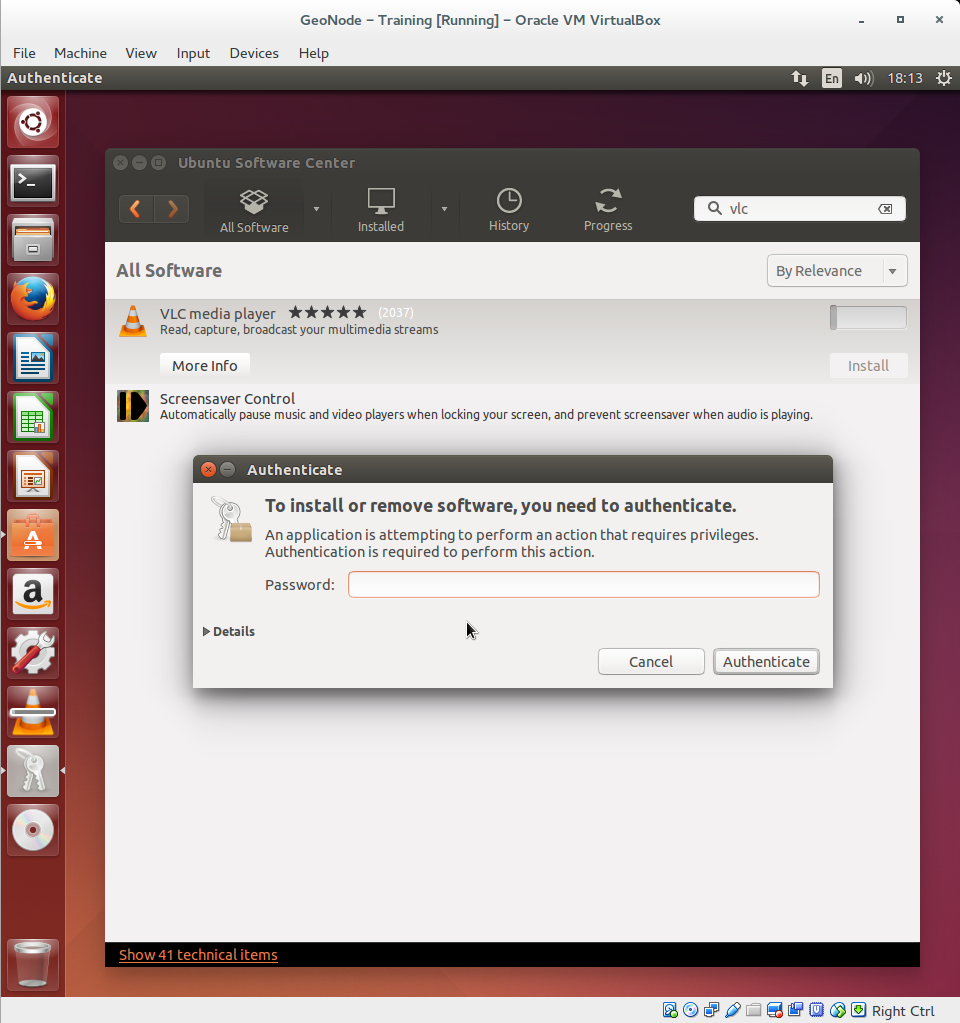 GeoNode – Training [Running] – Oracle VM VirtualBox
File Machine View Input Devices Help
Authenticate En 18:13
Ubuntu Software Center
All Software Installed History Progress vlc
All Software By Relevance
VLC media player (2037)
Read, capture, broadcast your multimedia streams
More Info Install
Screensaver Control
Automatically pause music and video players when locking your screen, and prevent screensaver when audio is playing.
Authenticate
To install or remove software, you need to authenticate.
An application is attempting to perform an action that requires privileges.
Authentication is required to perform this action.
Password:
Details
Cancel Authenticate
Show 41 technical items
Right Ctrl